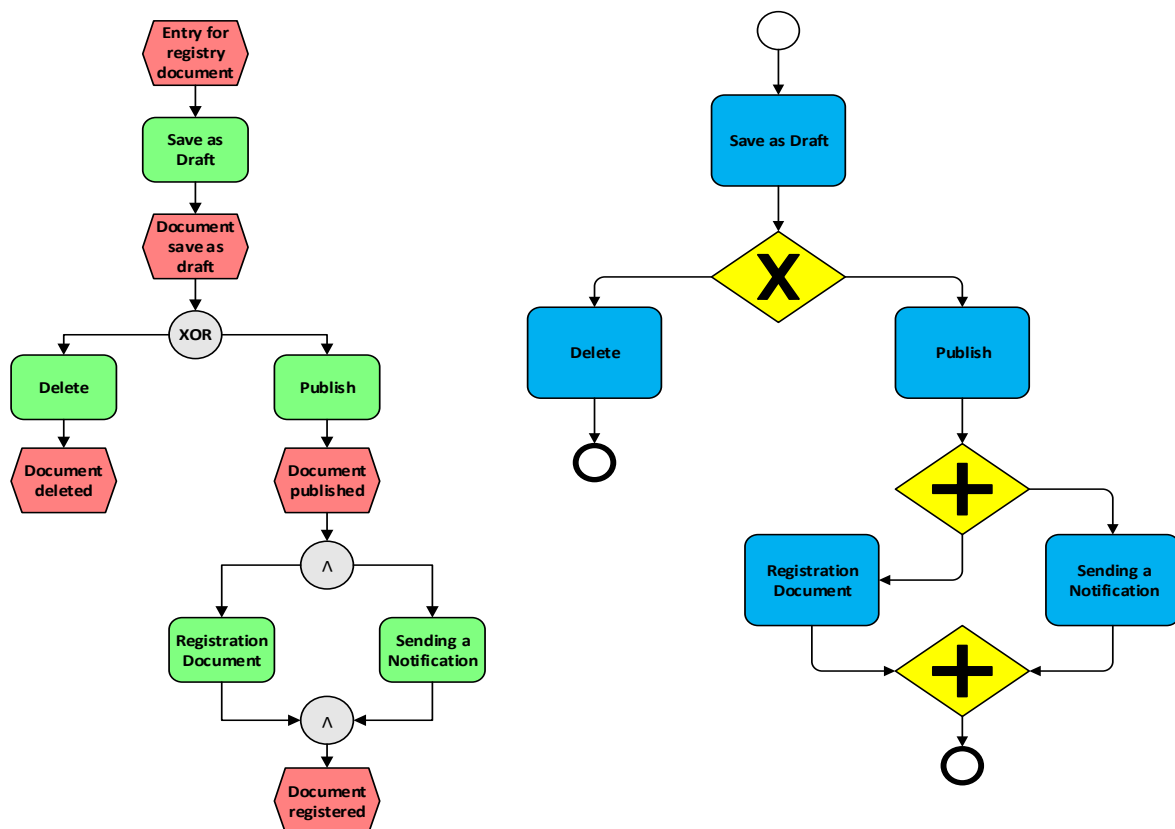 Entry for
registry
document
Save as
Draft
Document
save as
draft
XOR
Delete
Publish
Document
deleted
Document
published
∧
Registration
Document
Sending a
Notification
∧
Document
registered
Save as Draft
X
Delete
Publish
+
Registration
Document
Sending a
Notification
+